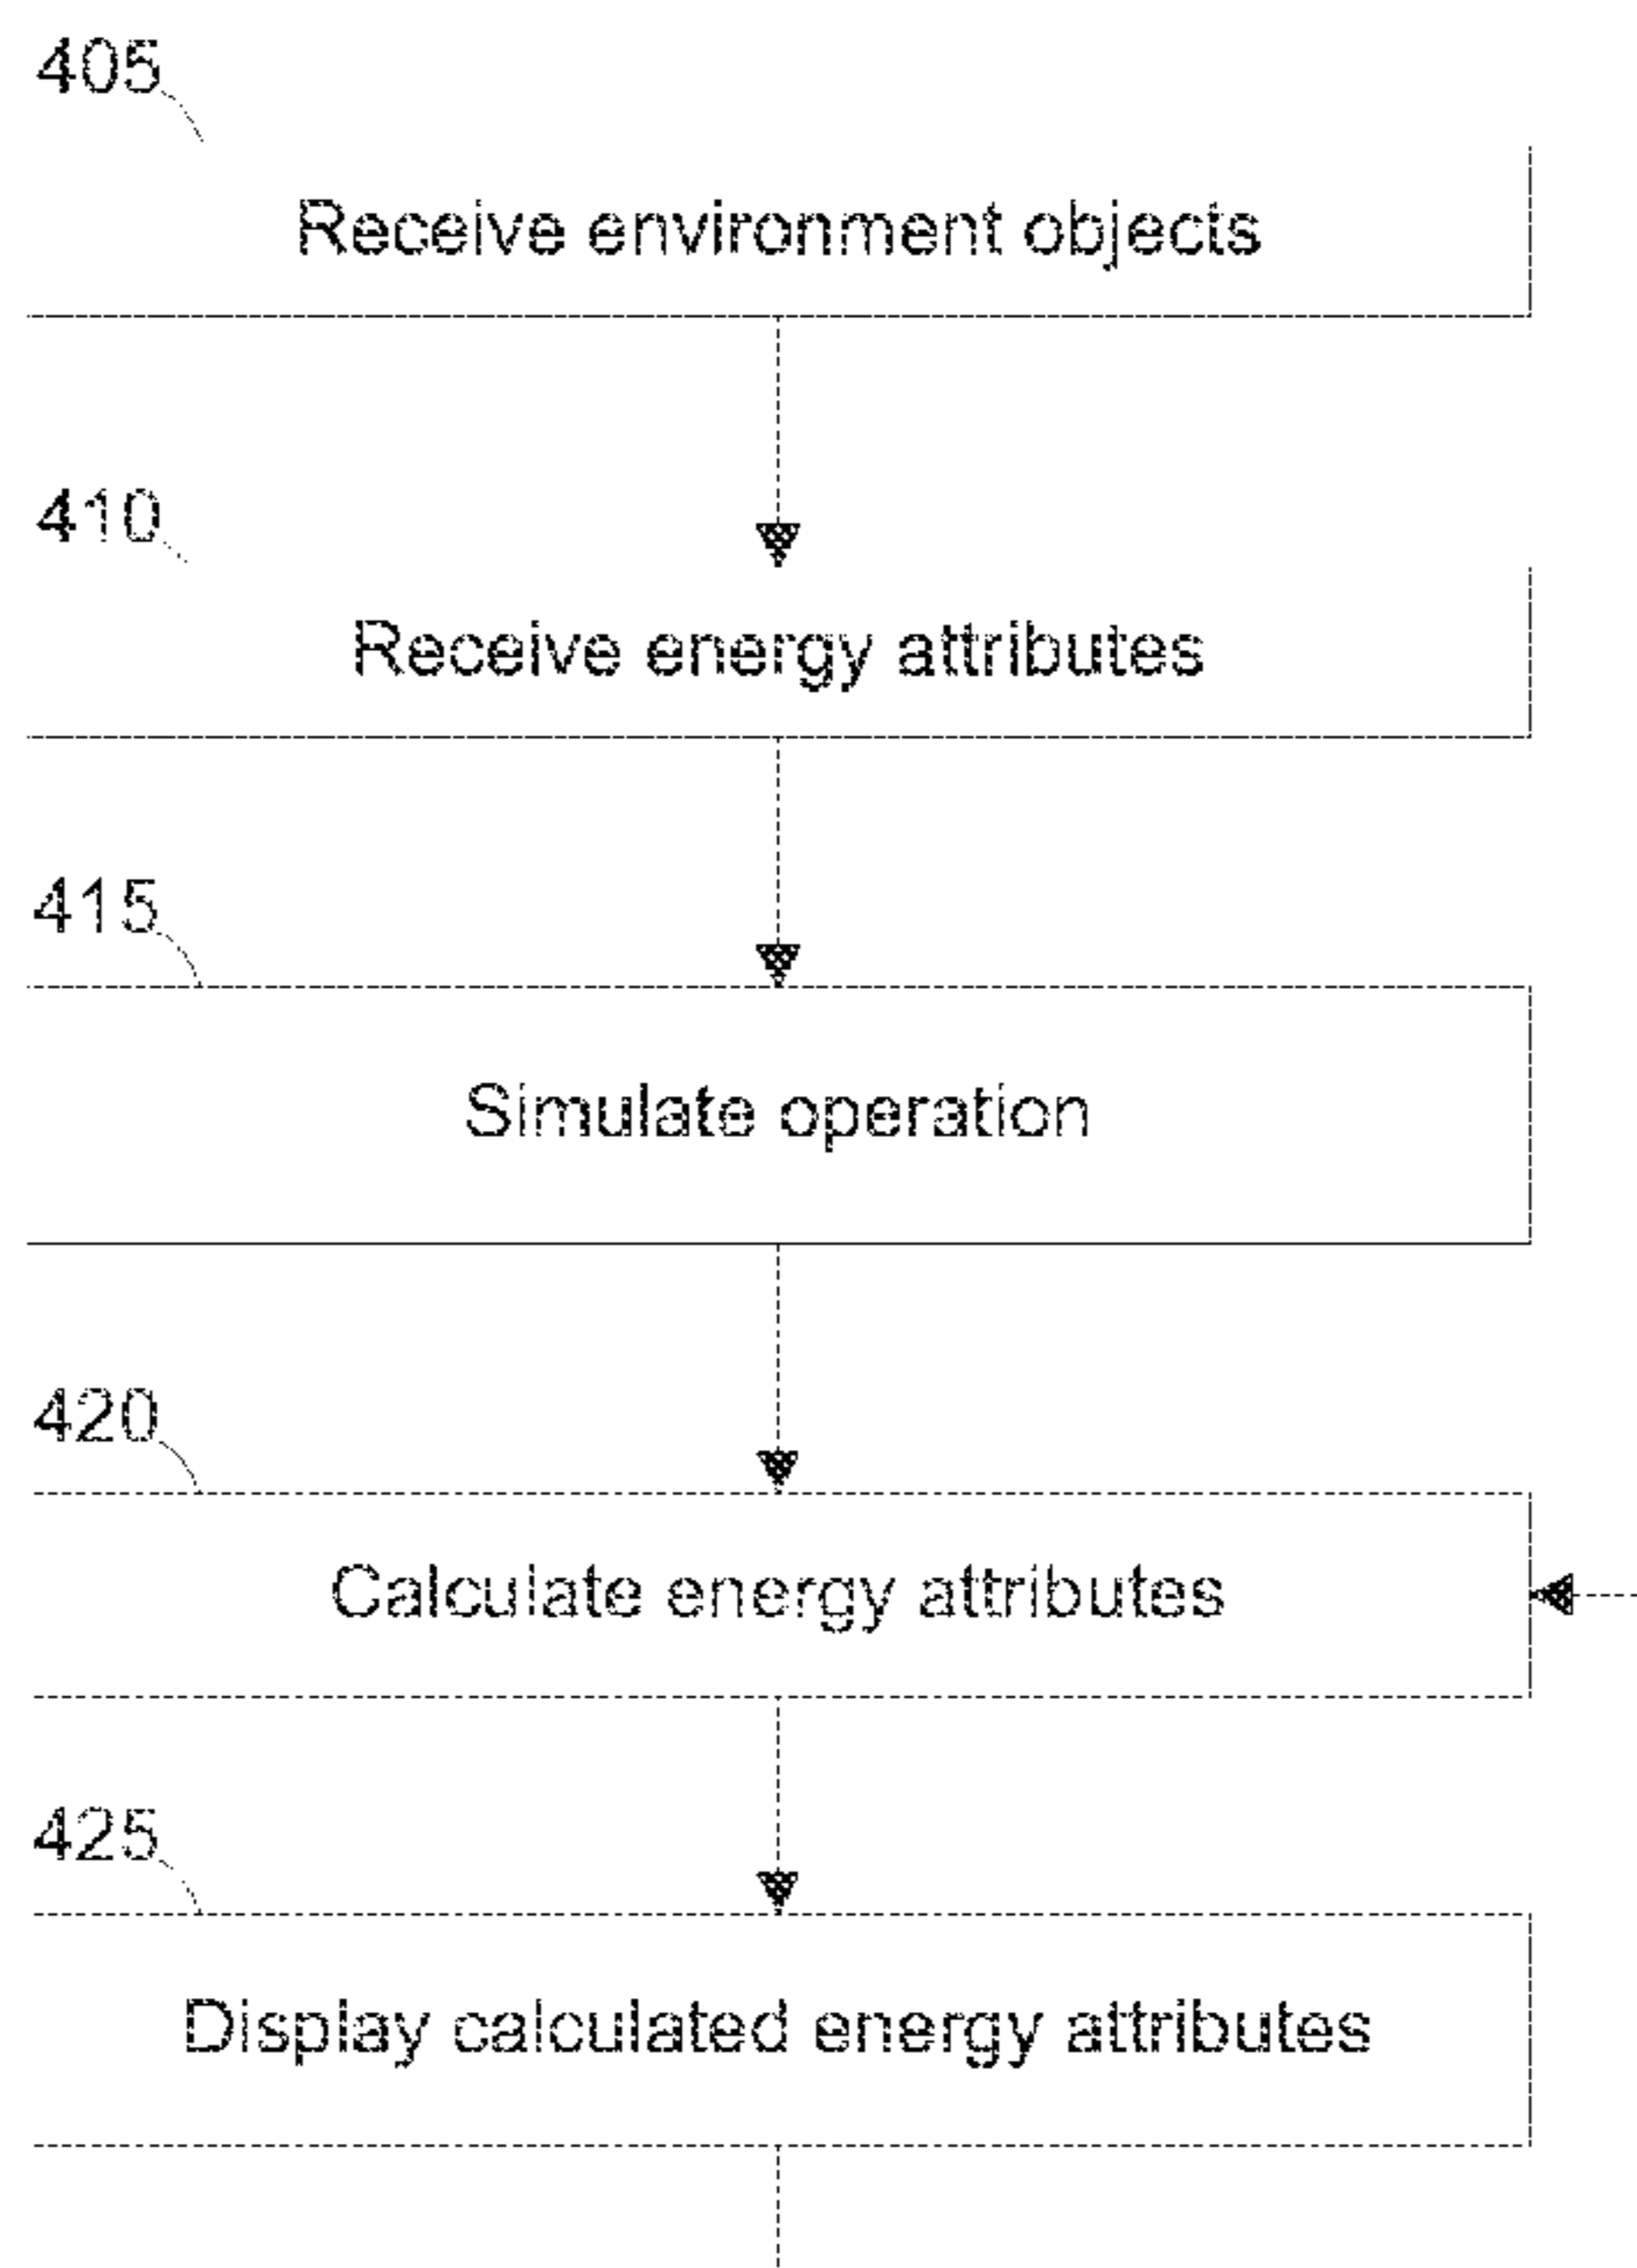 405
Receive environment objects
410
Receive energy attributes
415
Simulate operation
420
Calculate energy attributes
425
Display calculated energy attributes